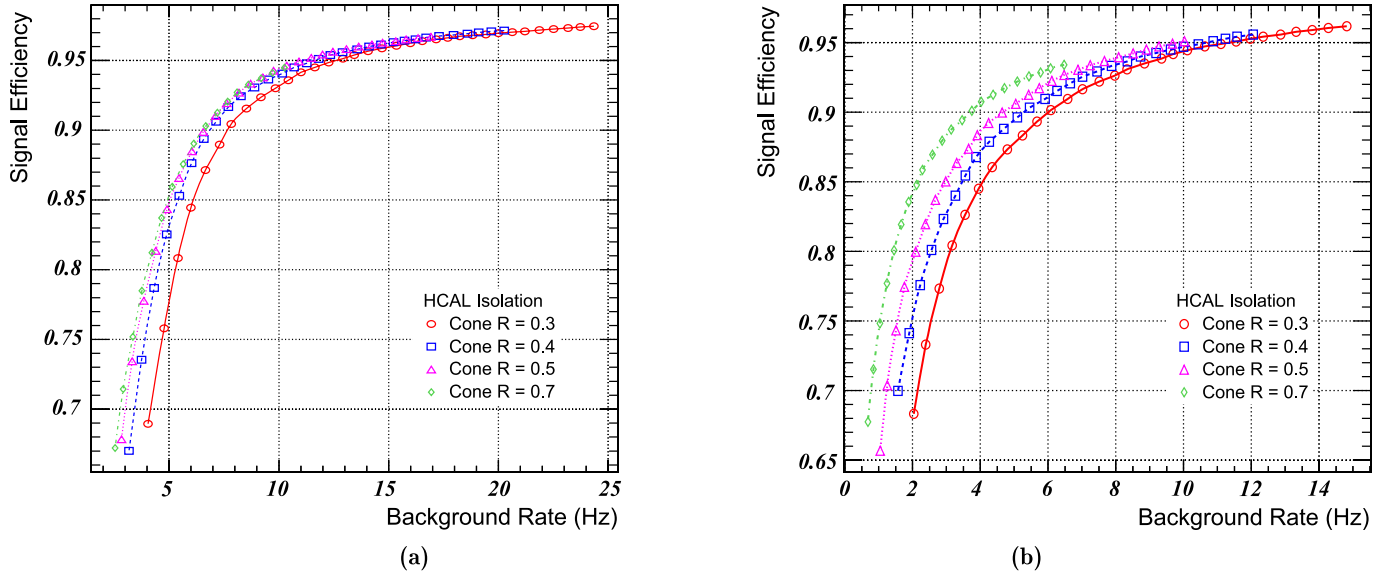 Signal Efficiency
0.95
0.9
0.85
0.8
0.75
0.7
HCAL Isolation
Cone R = 0.3
Cone R = 0.4
Cone R = 0.5
Cone R = 0.7
5 10 15 20 25
Background Rate (Hz)
(a)
Signal Efficiency
0.95
0.9
0.85
0.8
0.75
0.7
0.65
HCAL Isolation
Cone R = 0.3
Cone R = 0.4
Cone R = 0.5
Cone R = 0.7
0 2 4 6 8 10 12 14
Background Rate (Hz)
(b)